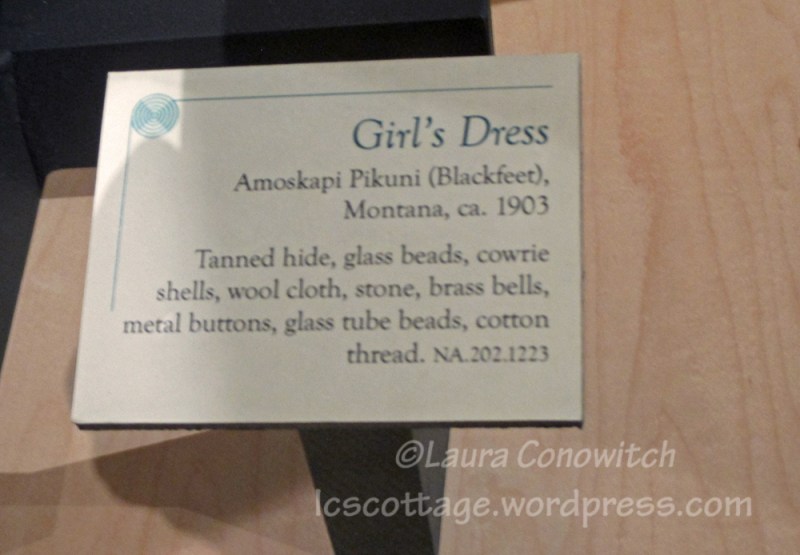 Girl's Dress
Amoskapi Pikuni (Blackfeet),
Montana, ca. 1903
Tanned hide, glass beads, cowrie
shells, wool cloth, stone, brass bells,
metal buttons, glass tube beads, cotton
thread. NA.202.1223
©Laura Conowitch
lcscottage.wordpress.com